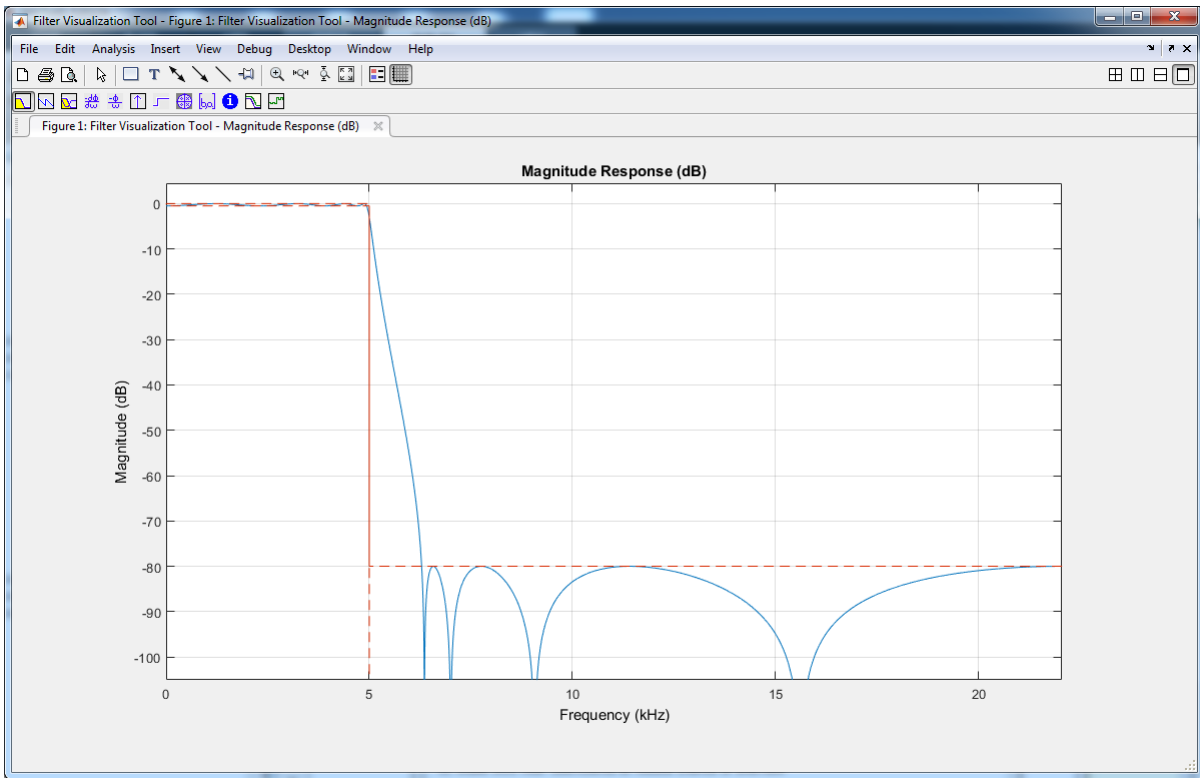 Filter Visualization Tool - Figure 1: Filter Visualization Tool - Magnitude Response (dB)
File Edit Analysis Insert View Debug Desktop Window Help
Figure 1: Filter Visualization Tool - Magnitude Response (dB)
Magnitude Response (dB)
0
-10
-20
-30
-40
-50
-60
-70
-80
-90
-100
Magnitude (dB)
0 5 10 15 20
Frequency (kHz)